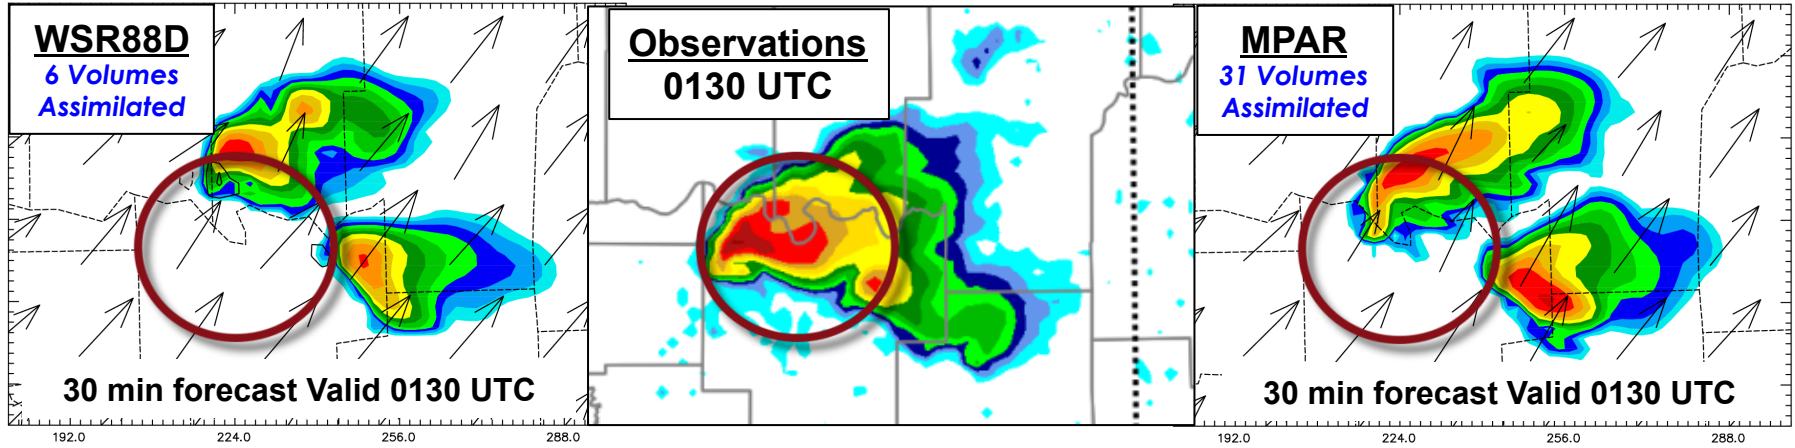 WSR88D
6 Volumes
Assimilated
30 min forecast Valid 0130 UTC
192.0 224.0 256.0 288.0
Observations
0130 UTC
MPAR
31 Volumes
Assimilated
30 min forecast Valid 0130 UTC
192.0 224.0 256.0 288.0